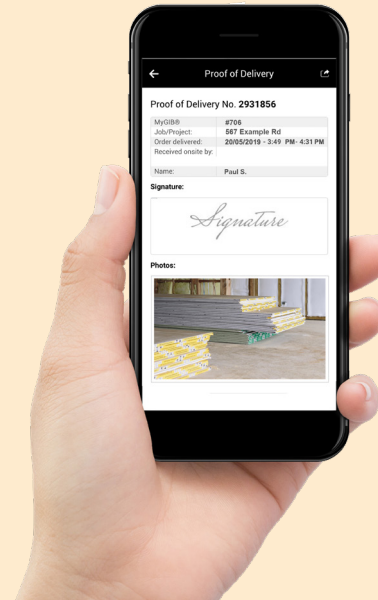 Proof of Delivery
Proof of Delivery No. 2931856
MyGIB® #706
Job/Project: 567 Example Rd
Order delivered: 20/05/2019 - 3:49 PM- 4:31 PM
Received onsite by:
Name: Paul S.
Signature:
Signature
Photos: